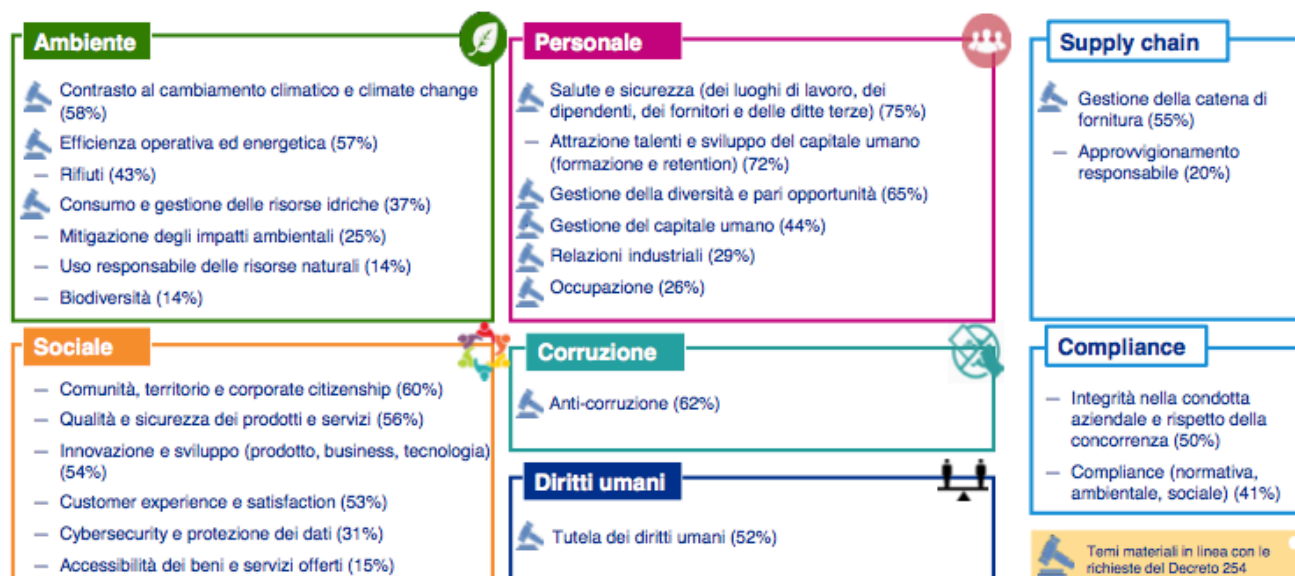 Ambiente
Contrasto al cambiamento climatico e climate change
(58%)
Efficienza operativa ed energetica (57%)
— Rifiuti (43%)
Consumo e gestione delle risorse idriche (37%)
— Mitigazione degli impatti ambientali (25%)
— Uso responsabile delle risorse naturali (14%)
— Biodiversità (14%)
Personale
Salute e sicurezza (dei luoghi di lavoro, dei
dipendenti, dei fornitori e delle ditte terze) (75%)
— Attrazione talenti e sviluppo del capitale umano
(formazione e retention) (72%)
Gestione della diversità e pari opportunità (65%)
Gestione del capitale umano (44%)
Relazioni industriali (29%)
Occupazione (26%)
Supply chain
Gestione della catena di
fornitura (55%)
— Approvvigionamento
responsabile (20%)
Sociale
— Comunità, territorio e corporate citizenship (60%)
— Qualità e sicurezza dei prodotti e servizi (56%)
— Innovazione e sviluppo (prodotto, business, tecnologia)
(54%)
— Customer experience e satisfaction (53%)
— Cybersecurity e protezione dei dati (31%)
— Accessibilità dei beni e servizi offerti (15%)
Corruzione
Anti-corruzione (62%)
Diritti umani
Tutela dei diritti umani (52%)
Compliance
— Integrità nella condotta
aziendale e rispetto della
concorrenza (50%)
— Compliance (normativa,
ambientale, sociale) (41%)
Temi materiali in linea con le
richieste del Decreto 254